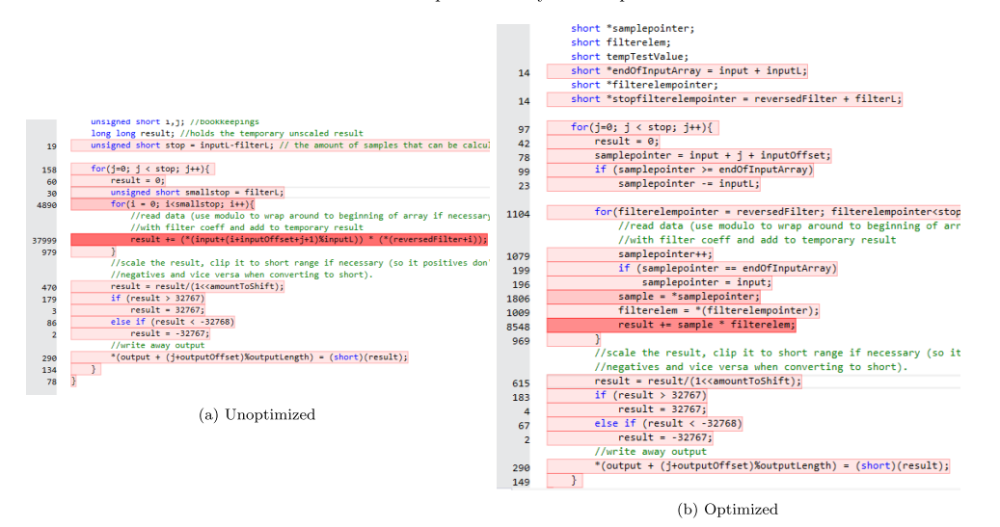 unsigned short i,j; //bookkeepings
long long result; //holds the temporary unscaled result
19 unsigned short stop = inputL-filterL; // the amount of samples that can be calcul
158 for(j=0; j < stop; j++){
60 result = 0;
30 unsigned short smallstop = filterL;
4890 for(i = 0; i<smallstop; i++){
//read data (use modulo to wrap around to beginning of array if necessary
//with filter coeff and add to temporary result
37999 result += (*(input+(i+inputOffset+j+1)%inputL)) * (*(reversedFilter+i));
979 }
//scale the result, clip it to short range if necessary (so it positives don'
//negatives and vice versa when converting to short).
470 result = result/(1<<amountToShift);
179 if (result > 32767)
3 result = 32767;
86 else if (result < -32768)
2 result = -32767;
//write away output
290 *(output + (j+outputOffset)%outputLength) = (short)(result);
134 }
78 }
(a) Unoptimized
short *samplepointer;
short filterelem;
short tempTestValue;
14 short *endOfInputArray = input + inputL;
short *filterelempointer;
14 short *stopfilterelempointer = reversedFilter + filterL;
97 for(j=0; j < stop; j++){
42 result = 0;
78 samplepointer = input + j + inputOffset;
99 if (samplepointer >= endOfInputArray)
23 samplepointer -= inputL;
1104 for(filterelempointer = reversedFilter; filterelempointer<stop
//read data (use modulo to wrap around to beginning of arr
//with filter coeff and add to temporary result
1079 samplepointer++;
199 if (samplepointer == endOfInputArray)
196 samplepointer = input;
1806 sample = *samplepointer;
1009 filterelem = *(filterelempointer);
8548 result += sample * filterelem;
969 }
//scale the result, clip it to short range if necessary (so it
//negatives and vice versa when converting to short).
615 result = result/(1<<amountToShift);
183 if (result > 32767)
4 result = 32767;
67 else if (result < -32768)
2 result = -32767;
//write away output
290 *(output + (j+outputOffset)%outputLength) = (short)(result);
149 }
(b) Optimized